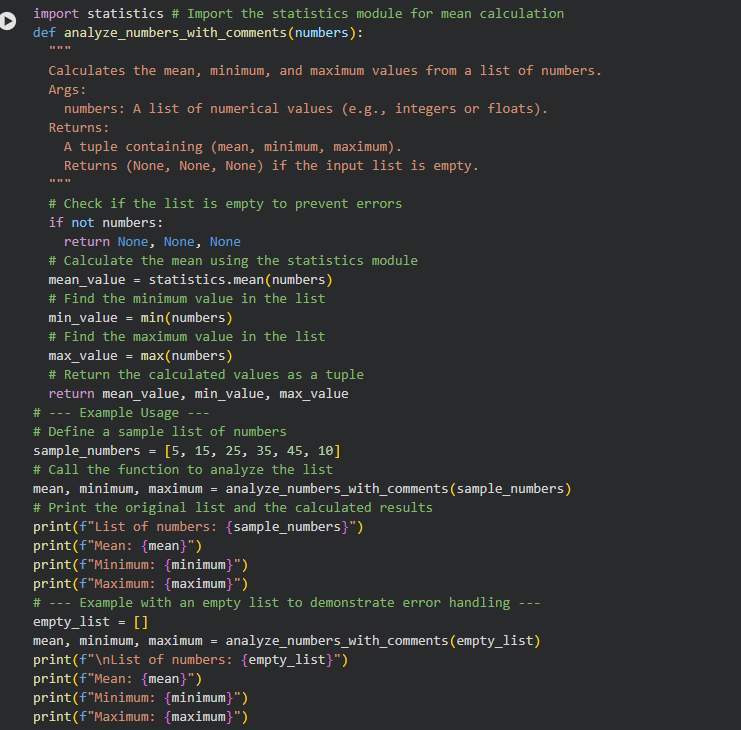 import statistics # Import the statistics module for mean calculation
def analyze_numbers_with_comments(numbers):
  """
  Calculates the mean, minimum, and maximum values from a list of numbers.
  Args:
    numbers: A list of numerical values (e.g., integers or floats).
  Returns:
    A tuple containing (mean, minimum, maximum).
    Returns (None, None, None) if the input list is empty.
  """
  # Check if the list is empty to prevent errors
  if not numbers:
    return None, None, None
  # Calculate the mean using the statistics module
  mean_value = statistics.mean(numbers)
  # Find the minimum value in the list
  min_value = min(numbers)
  # Find the maximum value in the list
  max_value = max(numbers)
  # Return the calculated values as a tuple
  return mean_value, min_value, max_value
# --- Example Usage ---
# Define a sample list of numbers
sample_numbers = [5, 15, 25, 35, 45, 10]
# Call the function to analyze the list
mean, minimum, maximum = analyze_numbers_with_comments(sample_numbers)
# Print the original list and the calculated results
print(f"List of numbers: {sample_numbers}")
print(f"Mean: {mean}")
print(f"Minimum: {minimum}")
print(f"Maximum: {maximum}")
# --- Example with an empty list to demonstrate error handling ---
empty_list = []
mean, minimum, maximum = analyze_numbers_with_comments(empty_list)
print(f"\nList of numbers: {empty_list}")
print(f"Mean: {mean}")
print(f"Minimum: {minimum}")
print(f"Maximum: {maximum}")